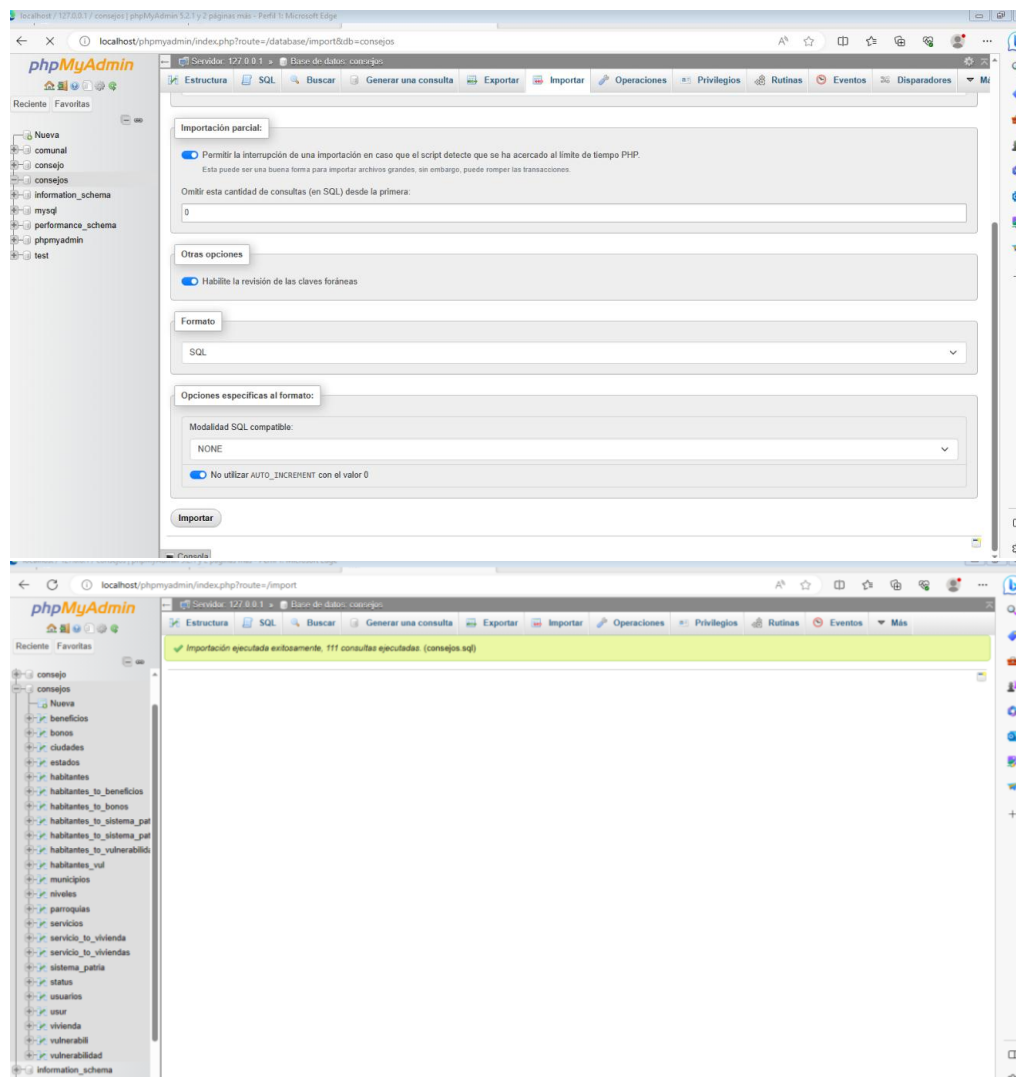 localhost / 127.0.0.1 / consejos | phpMyAdmin 5.2.1 y 2 páginas más - Perfil 1: Microsoft Edge
localhost/phpmyadmin/index.php?route=/database/import&db=consejos
phpMyAdmin
Reciente Favoritas
Nueva
comunal
consejo
consejos
information_schema
mysql
performance_schema
phpmyadmin
test
Servidor: 127.0.0.1 » Base de datos: consejos
Estructura SQL Buscar Generar una consulta Exportar Importar Operaciones Privilegios Rutinas Eventos Disparadores
Importación parcial:
Permitir la interrupción de una importación en caso que el script detecte que se ha acercado al límite de tiempo PHP.
Esta puede ser una buena forma para importar archivos grandes, sin embargo, puede romper las transacciones.
Omitir esta cantidad de consultas (en SQL) desde la primera:
0
Otras opciones
Habilite la revisión de las claves foráneas
Formato
SQL
Opciones específicas al formato:
Modalidad SQL compatible:
NONE
No utilizar AUTO_INCREMENT con el valor 0
Importar
Consola
localhost/phpmyadmin/index.php?route=/import
phpMyAdmin
Reciente Favoritas
consejo
consejos
Nueva
beneficios
bonos
ciudades
estados
habitantes
habitantes_to_beneficios
habitantes_to_bonos
habitantes_to_sistema_pat
habitantes_to_sistema_pat
habitantes_to_vulnerabilida
habitantes_vul
municipios
niveles
parroquias
servicios
servicio_to_vivienda
servicio_to_viviendas
sistema_patria
status
usuarios
usur
vivienda
vulnerabili
vulnerabilidad
information_schema
Servidor: 127.0.0.1 » Base de datos: consejos
Estructura SQL Buscar Generar una consulta Exportar Importar Operaciones Privilegios Rutinas Eventos Más
Importación ejecutada exitosamente, 111 consultas ejecutadas. (consejos.sql)